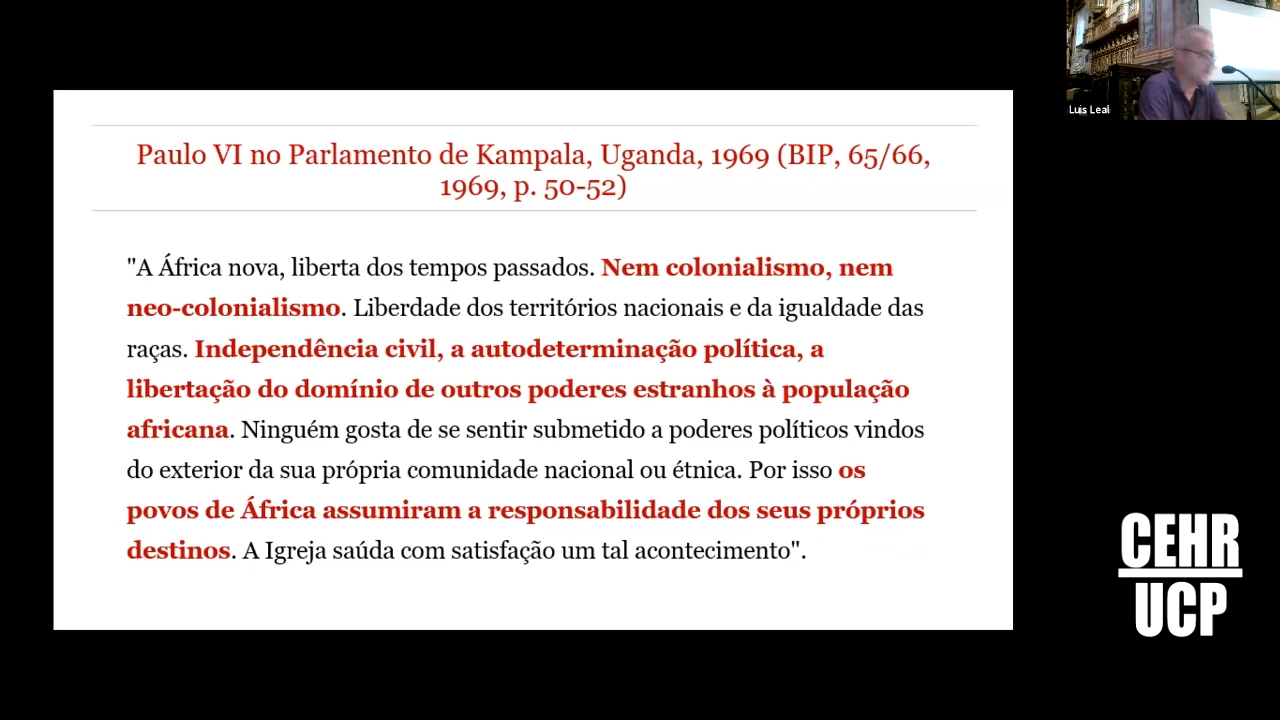 Luis Leal
Paulo VI no Parlamento de Kampala, Uganda, 1969 (BIP, 65/66,
1969, p. 50-52)
"A África nova, liberta dos tempos passados. Nem colonialismo, nem
neo-colonialismo. Liberdade dos territórios nacionais e da igualdade das
raças. Independência civil, a autodeterminação política, a
libertação do domínio de outros poderes estranhos à população
africana. Ninguém gosta de se sentir submetido a poderes políticos vindos
do exterior da sua própria comunidade nacional ou étnica. Por isso os
povos de África assumiram a responsabilidade dos seus próprios
destinos. A Igreja saúda com satisfação um tal acontecimento".
CEHR
UCP